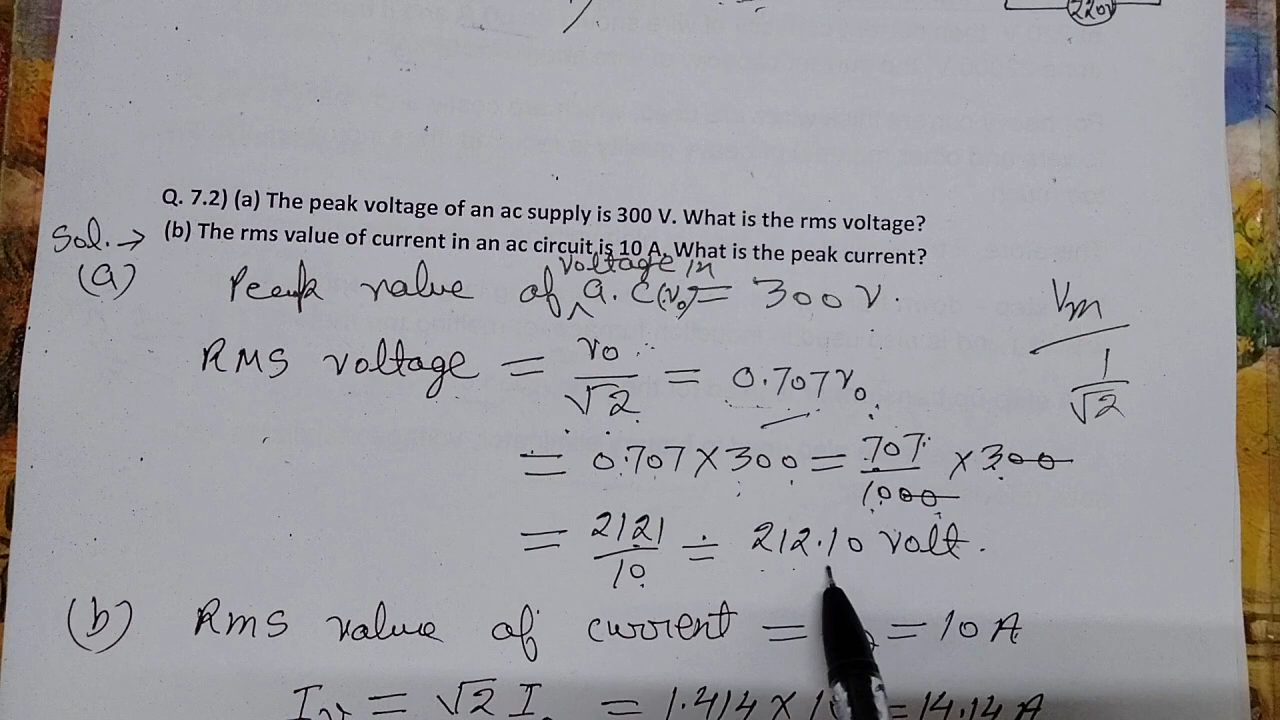 220V
Q. 7.2) (a) The peak voltage of an ac supply is 300 V. What is the rms voltage?
Sol. → (b) The rms value of current in an ac circuit is 10 A. What is the peak current?
(a) Peak value of ^ voltage in a.c (v₀) = 300 V.
Vm
RMS voltage = v₀/√2 = 0.707 v₀
1/√2
= 0.707 × 300 = 707/1000 × 300
= 2121/10 = 212.10 volt.
(b) Rms value of current = = 10 A
= √2 I = 1.414 × = 14.14 A